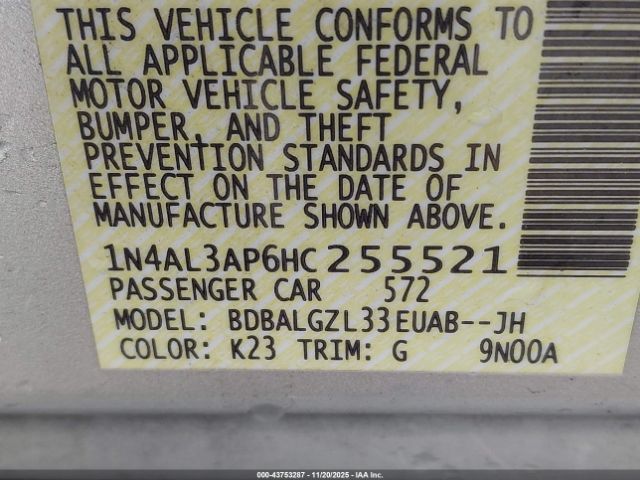 THIS VEHICLE CONFORMS TO
ALL APPLICABLE FEDERAL
MOTOR VEHICLE SAFETY,
BUMPER, AND THEFT
PREVENTION STANDARDS IN
EFFECT ON THE DATE OF
MANUFACTURE SHOWN ABOVE.
1N4AL3AP6HC255521
PASSENGER CAR 572
MODEL: BDBALGZL33EUAB--JH
COLOR: K23 TRIM: G 9N00A
000-43753287 - 11/20/2025 - IAA Inc.